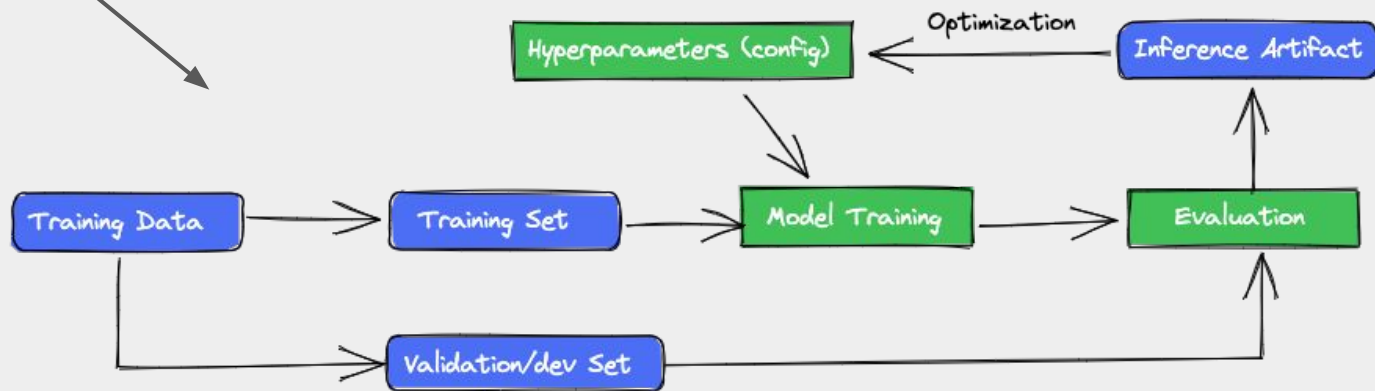 Optimization
Hyperparameters (config)
Inference Artifact
Training Data
Training Set
Model Training
Evaluation
Validation/dev Set